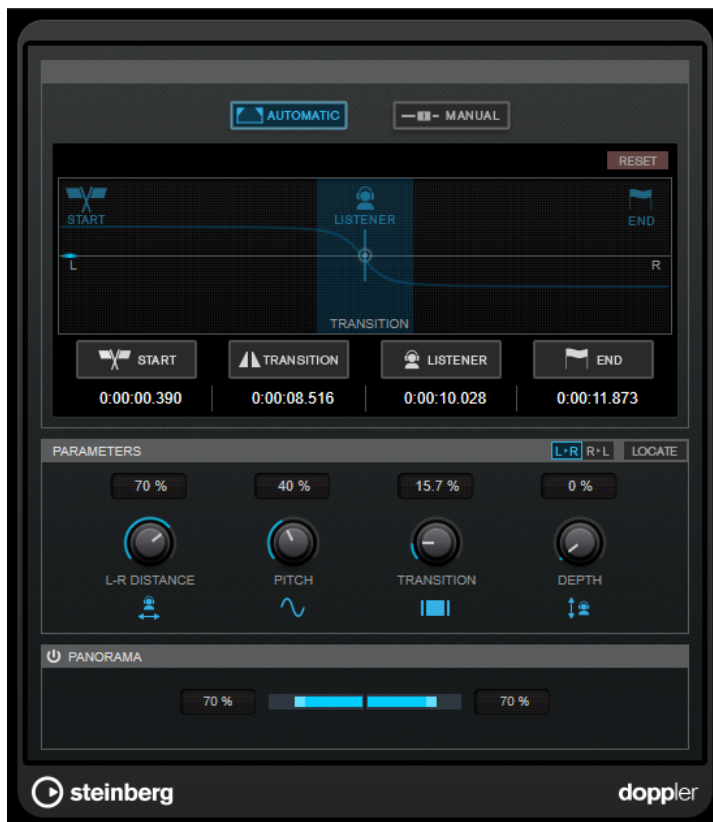 AUTOMATIC MANUAL
RESET
START LISTENER END
L R
TRANSITION
START TRANSITION LISTENER END
0:00:00.390 0:00:08.516 0:00:10.028 0:00:11.873
PARAMETERS L‣R R‣L LOCATE
70 % 40 % 15.7 % 0 %
L-R DISTANCE PITCH TRANSITION DEPTH
PANORAMA
70 % 70 %
steinberg doppler